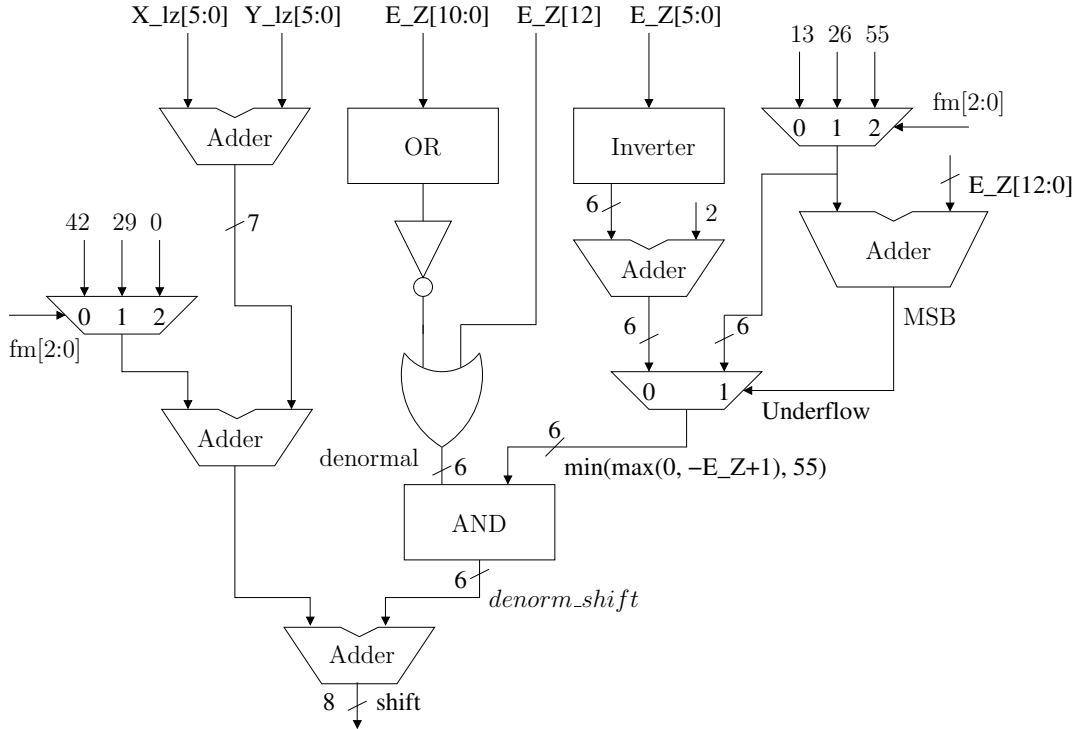 X_lz[5:0] Y_lz[5:0] E_Z[10:0] E_Z[12] E_Z[5:0]
13 26 55
fm[2:0]
0 1 2
Adder
OR
Inverter
E_Z[12:0]
6
2
7
42 29 0
Adder
Adder
0 1 2
fm[2:0]
6
6
MSB
0 1
Underflow
Adder
denormal
6
6
min(max(0, −E_Z+1), 55)
AND
6
denorm_shift
Adder
8
shift